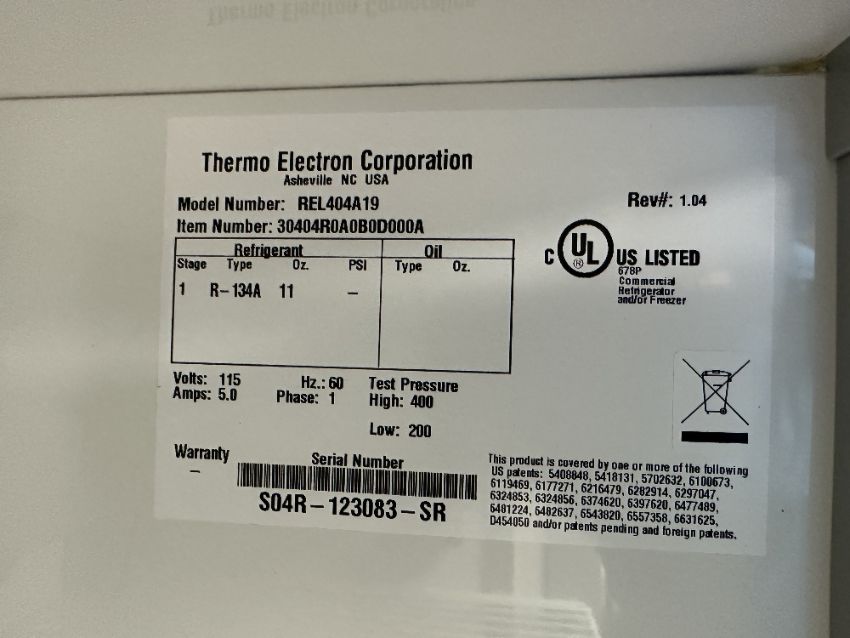 Thermo Electron Corporation
Thermo Electron Corporation
Asheville NC USA
Model Number: REL404A19
Rev#: 1.04
Item Number: 30404R0A0B0D000A
Refrigerant Oil
Stage Type Oz. PSI Type Oz.
1 R-134A 11 –
C UL ® US LISTED
678P
Commercial
Refrigerator
and/or Freezer
Volts: 115 Hz.: 60 Test Pressure
Amps: 5.0 Phase: 1 High: 400
Low: 200
Warranty Serial Number
–
S04R-123083-SR
This product is covered by one or more of the following
US patents: 5408848, 5418131, 5702632, 6100673,
6119469, 6177271, 6216479, 6282914, 6297047,
6324853, 6324856, 6374620, 6397620, 6477489,
6481224, 6482637, 6543820, 6557358, 6631625,
D454050 and/or patents pending and foreign patents.